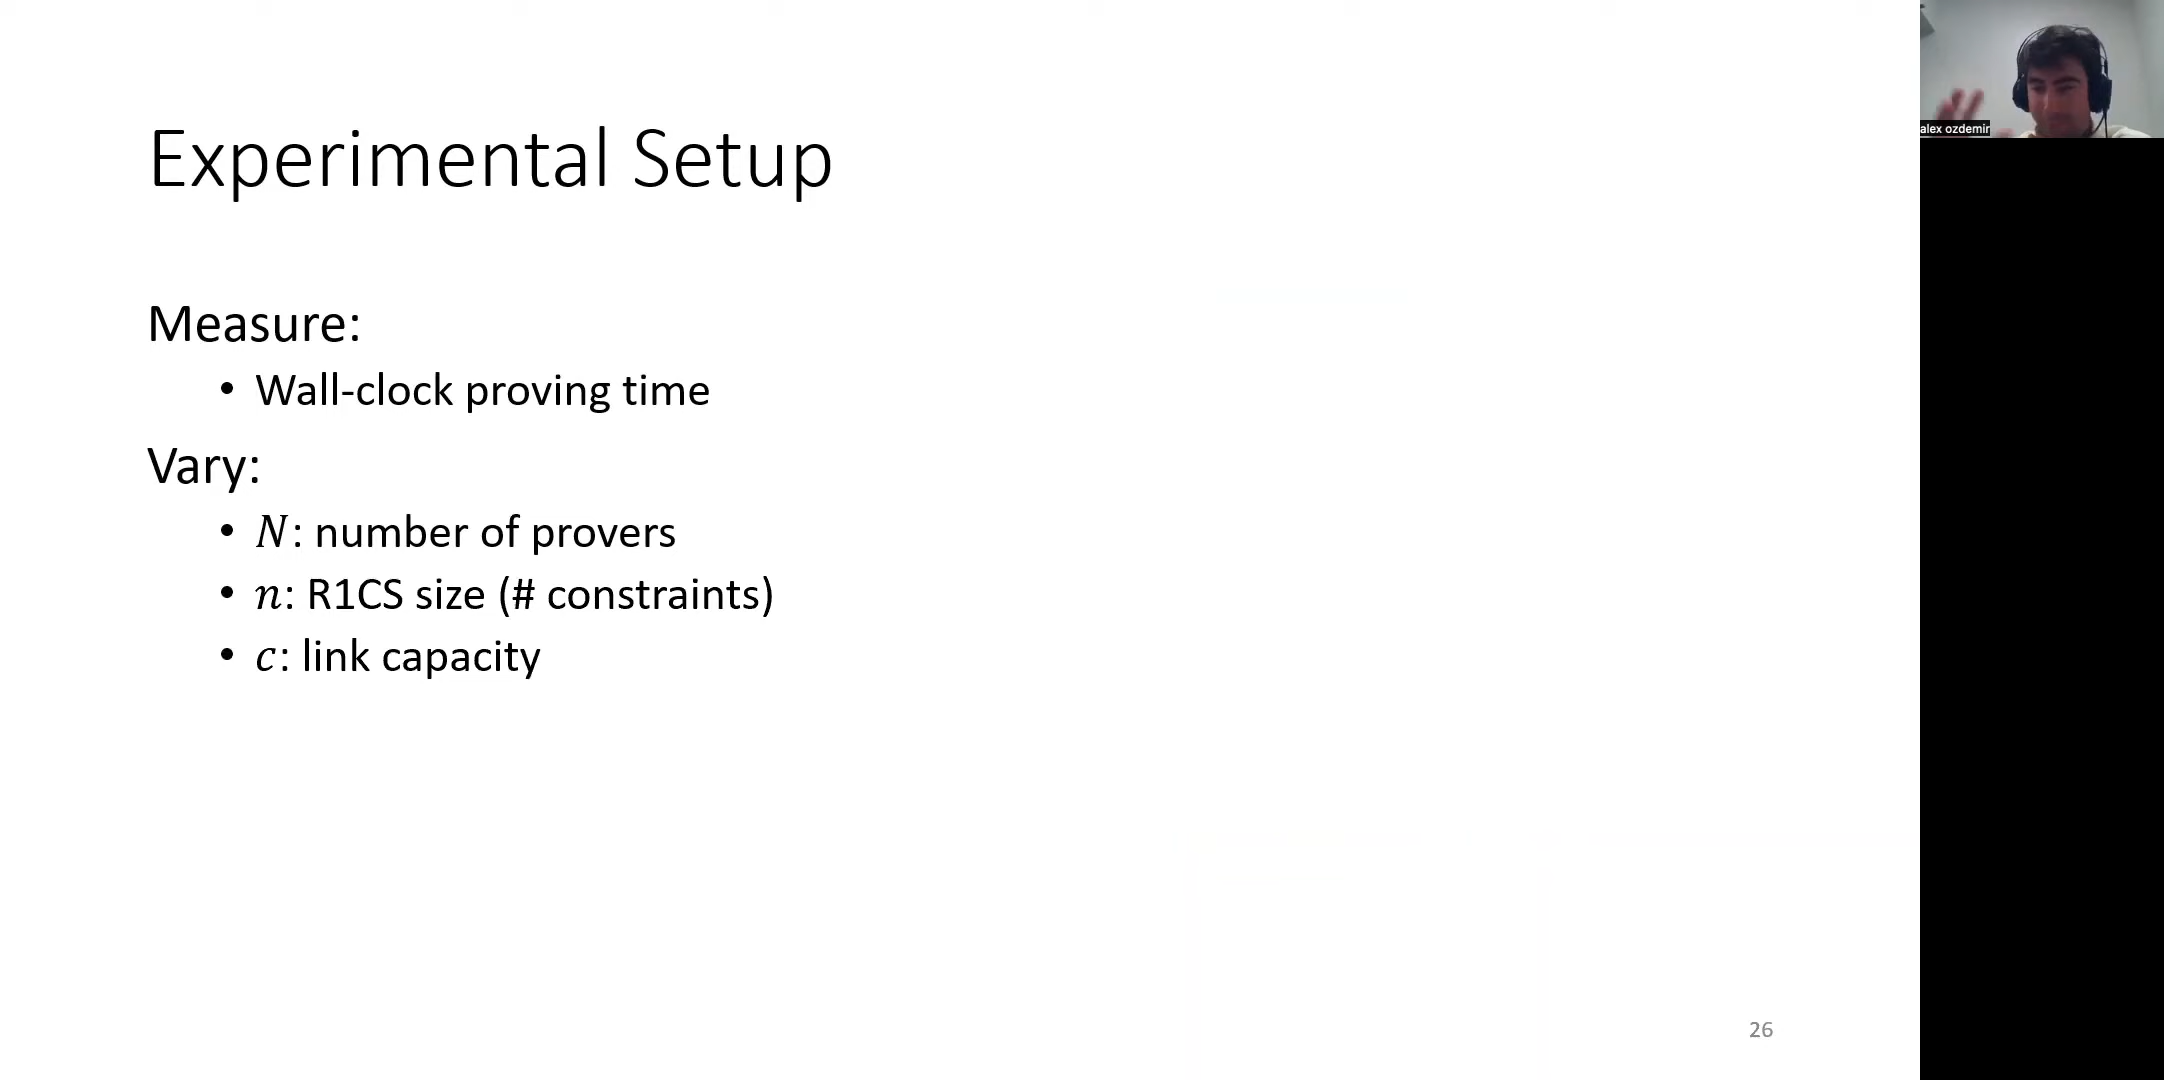 Experimental Setup
Measure:
• Wall-clock proving time
Vary:
• N: number of provers
• n: R1CS size (# constraints)
• c: link capacity
26
alex ozdemir